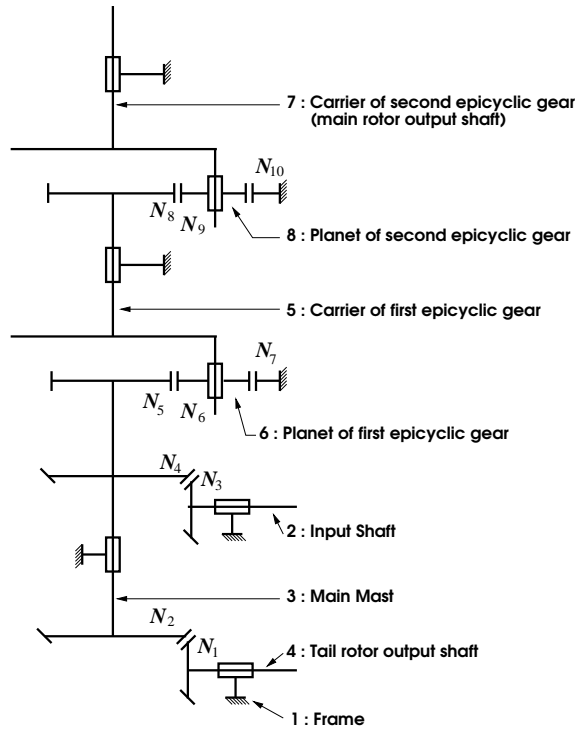 7 : Carrier of second epicyclic gear
(main rotor output shaft)
N10
N8
N9
8 : Planet of second epicyclic gear
5 : Carrier of first epicyclic gear
N7
N5
N6
6 : Planet of first epicyclic gear
N4
N3
2 : Input Shaft
3 : Main Mast
N2
N1
4 : Tail rotor output shaft
1 : Frame